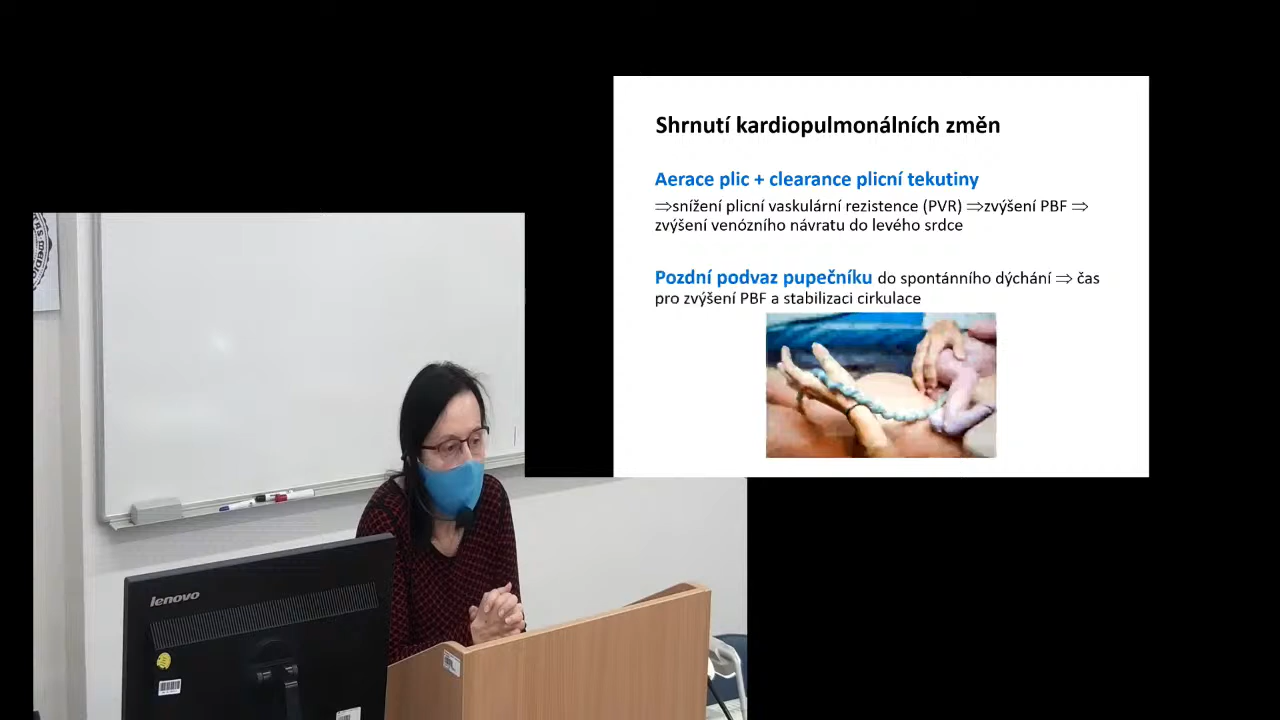 Shrnutí kardiopulmonálních změn
Aerace plic + clearance plicní tekutiny
⇒snížení plicní vaskulární rezistence (PVR) ⇒zvýšení PBF ⇒
zvýšení venózního návratu do levého srdce
Pozdní podvaz pupečníku do spontánního dýchání ⇒ čas
pro zvýšení PBF a stabilizaci cirkulace
lenovo